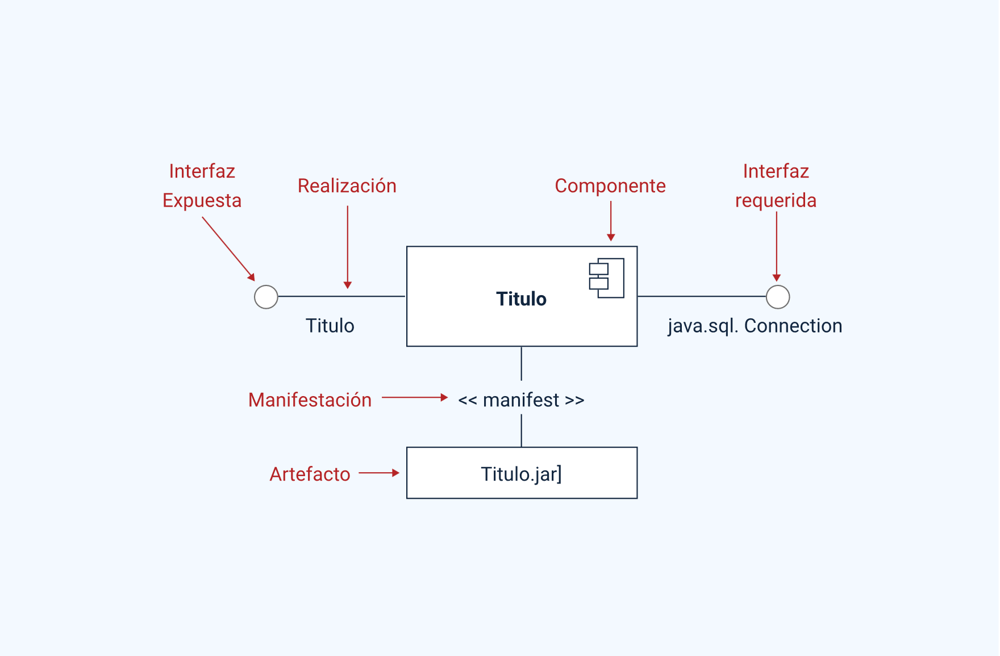 Interfaz
Expuesta
Realización
Componente
Interfaz
requerida
Titulo
Titulo
java.sql. Connection
Manifestación
<< manifest >>
Artefacto
Titulo.jar]